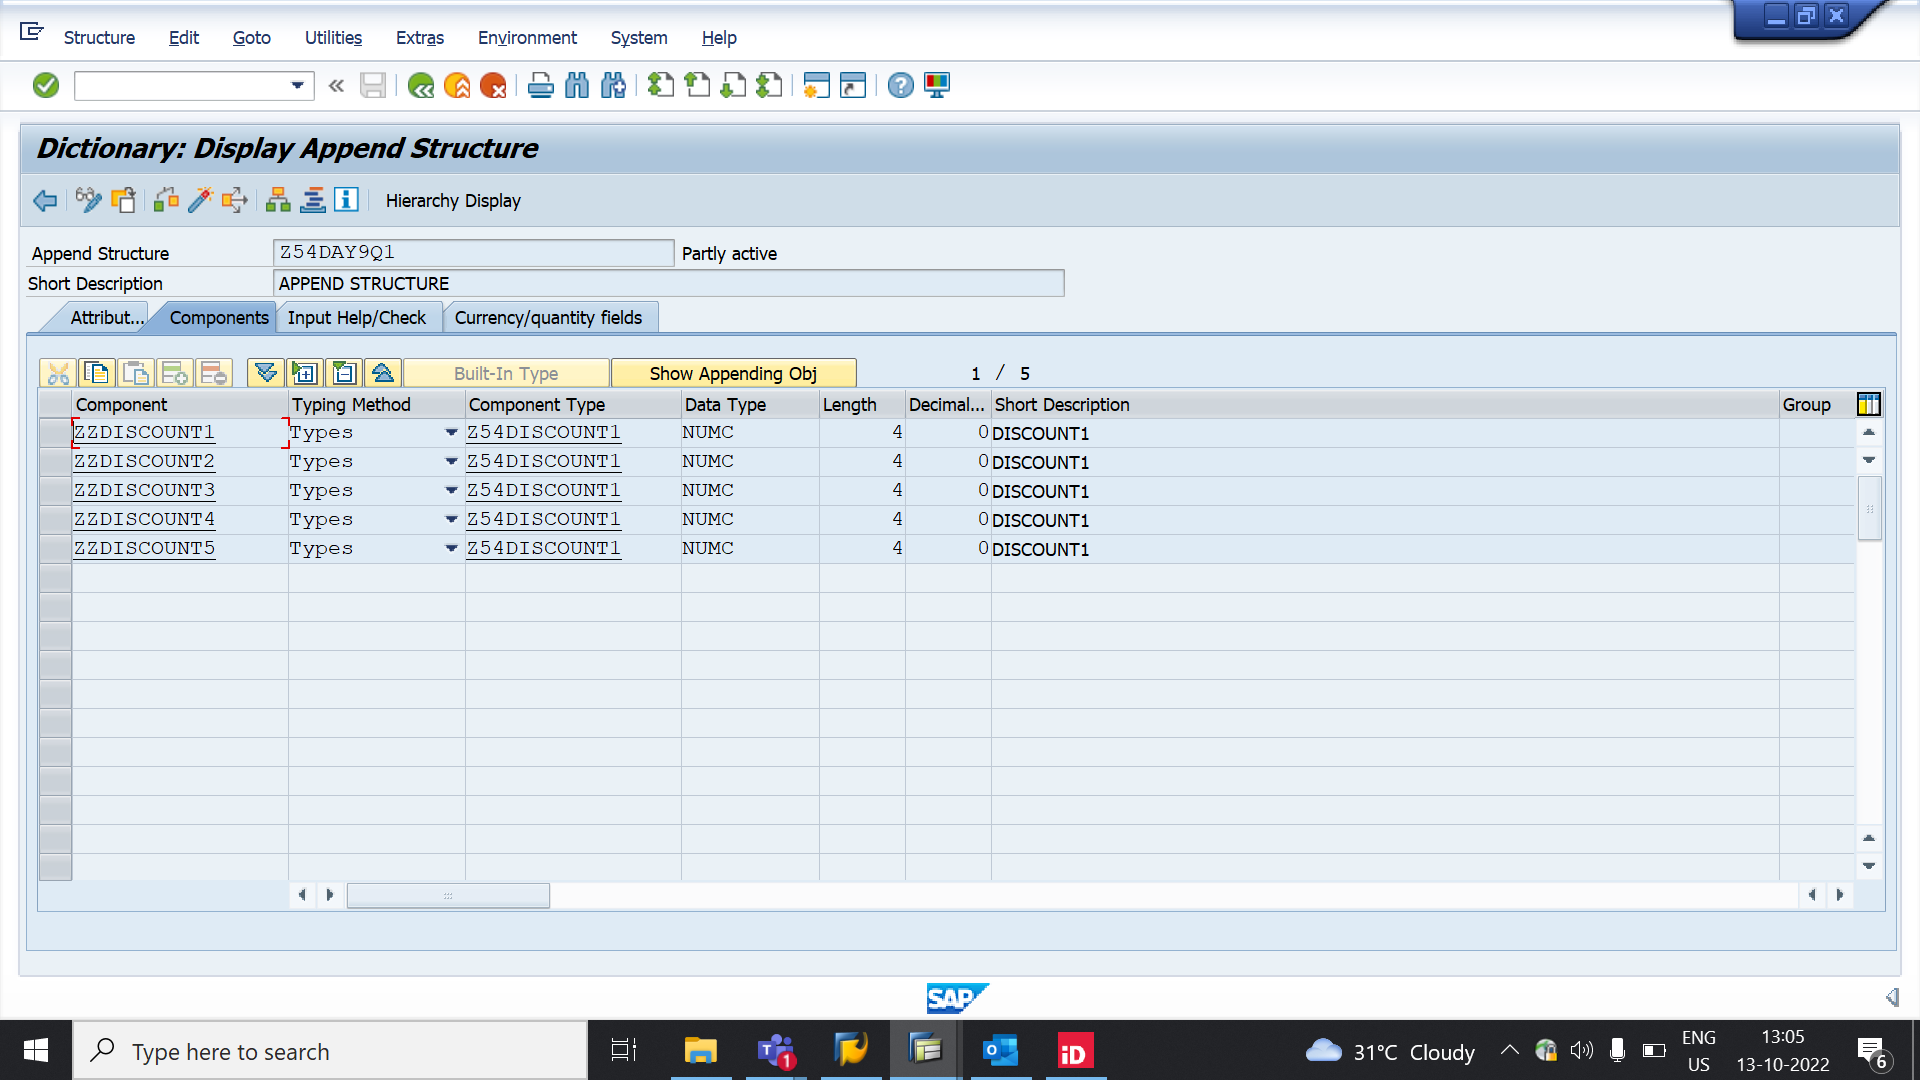 Structure Edit Goto Utilities Extras Environment System Help
Dictionary: Display Append Structure
Hierarchy Display
Append Structure Z54DAY9Q1 Partly active
Short Description APPEND STRUCTURE
Attribut... Components Input Help/Check Currency/quantity fields
Built-In Type Show Appending Obj 1 / 5
Component Typing Method Component Type Data Type Length Decimal... Short Description Group
ZZDISCOUNT1 Types Z54DISCOUNT1 NUMC 4 0 DISCOUNT1
ZZDISCOUNT2 Types Z54DISCOUNT1 NUMC 4 0 DISCOUNT1
ZZDISCOUNT3 Types Z54DISCOUNT1 NUMC 4 0 DISCOUNT1
ZZDISCOUNT4 Types Z54DISCOUNT1 NUMC 4 0 DISCOUNT1
ZZDISCOUNT5 Types Z54DISCOUNT1 NUMC 4 0 DISCOUNT1
SAP
Type here to search
T 1
O
iD
31°C Cloudy
ENG
US
13:05
13-10-2022
6